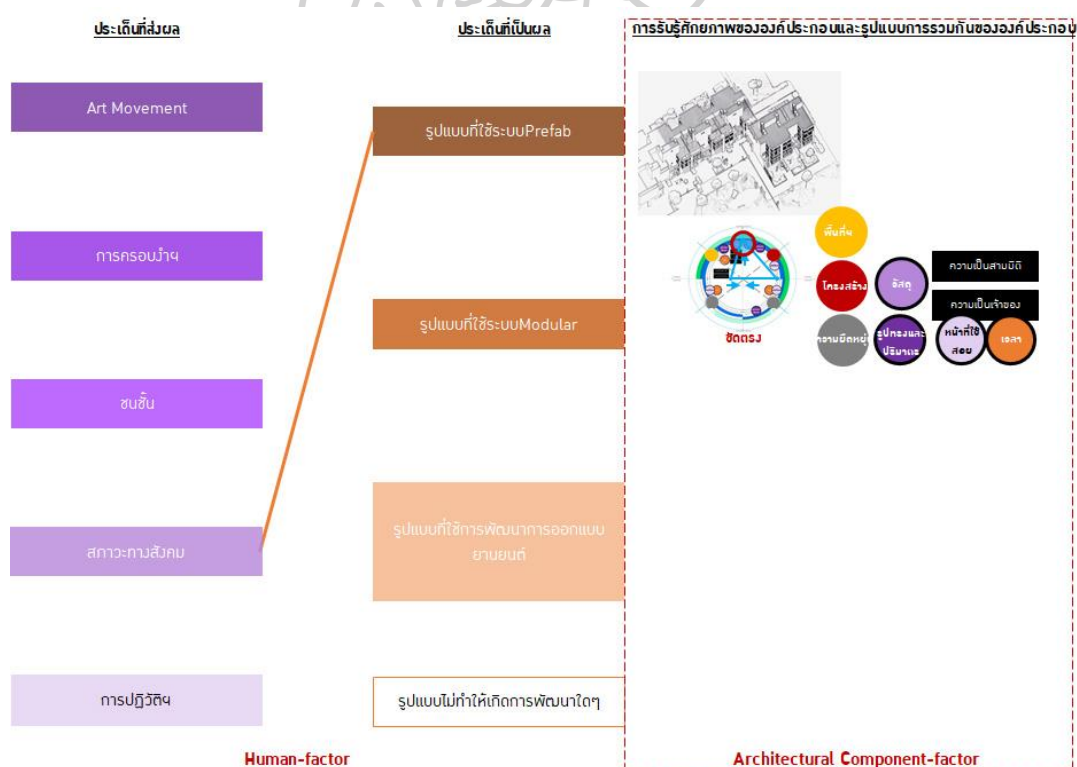 ประเด็นที่ส่งผล
ประเด็นที่เป็นผล
การรับรู้ศักยภาพขององค์ประกอบและรูปแบบการรวมกันขององค์ประกอบ
Art Movement
รูปแบบที่ใช้ระบบPrefab
การครอบงำฯ
พื้นที่ฯ
โครงสร้าง
วัสดุ
ความเป็นสามมิติ
ความเป็นเจ้าของ
รูปแบบที่ใช้ระบบModular
ชัดตรง
ความยืดหยุ่น
รูปทรงและ
ปริมาตร
หน้าที่ใช้
สอย
เวลา
ชนชั้น
รูปแบบที่ใช้การพัฒนาการออกแบบ
ยานยนต์
สภาวะทางสังคม
การปฏิวัติฯ
รูปแบบไม่ทำให้เกิดการพัฒนาใดๆ
Human-factor
Architectural Component-factor